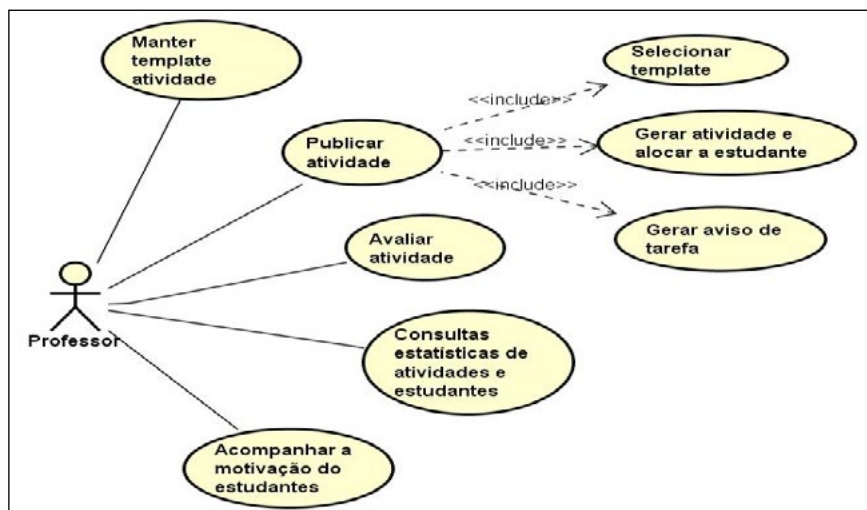 Manter
template
atividade
Selecionar
template
<<include>>
Publicar
atividade
<<include>>
Gerar atividade e
alocar a estudante
<<include>>
Gerar aviso de
tarefa
Avaliar
atividade
Professor
Consultas
estatísticas de
atividades e
estudantes
Acompanhar a
motivação do
estudantes